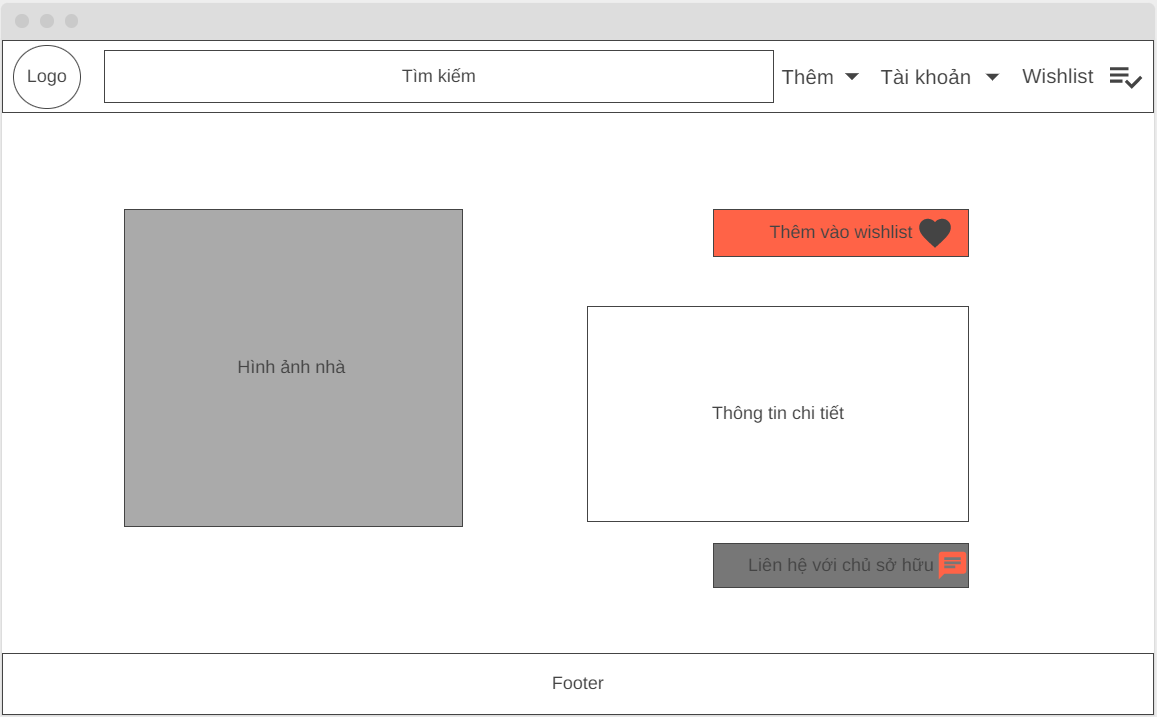 Logo
Tìm kiếm
Thêm
Tài khoản
Wishlist
Thêm vào wishlist
Hình ảnh nhà
Thông tin chi tiết
Liên hệ với chủ sở hữu
Footer